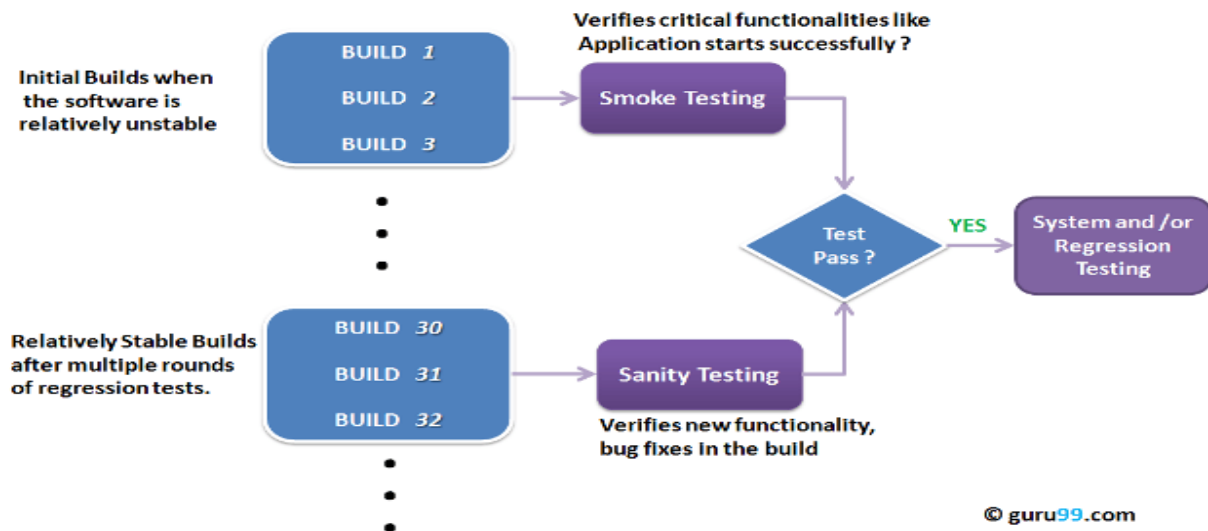 Verifies critical functionalities like
Application starts successfully ?
Initial Builds when
the software is
relatively unstable
BUILD 1
BUILD 2
BUILD 3
Smoke Testing
Test
Pass ?
YES
System and /or
Regression
Testing
Relatively Stable Builds
after multiple rounds
of regression tests.
BUILD 30
BUILD 31
BUILD 32
Sanity Testing
Verifies new functionality,
bug fixes in the build
© guru99.com